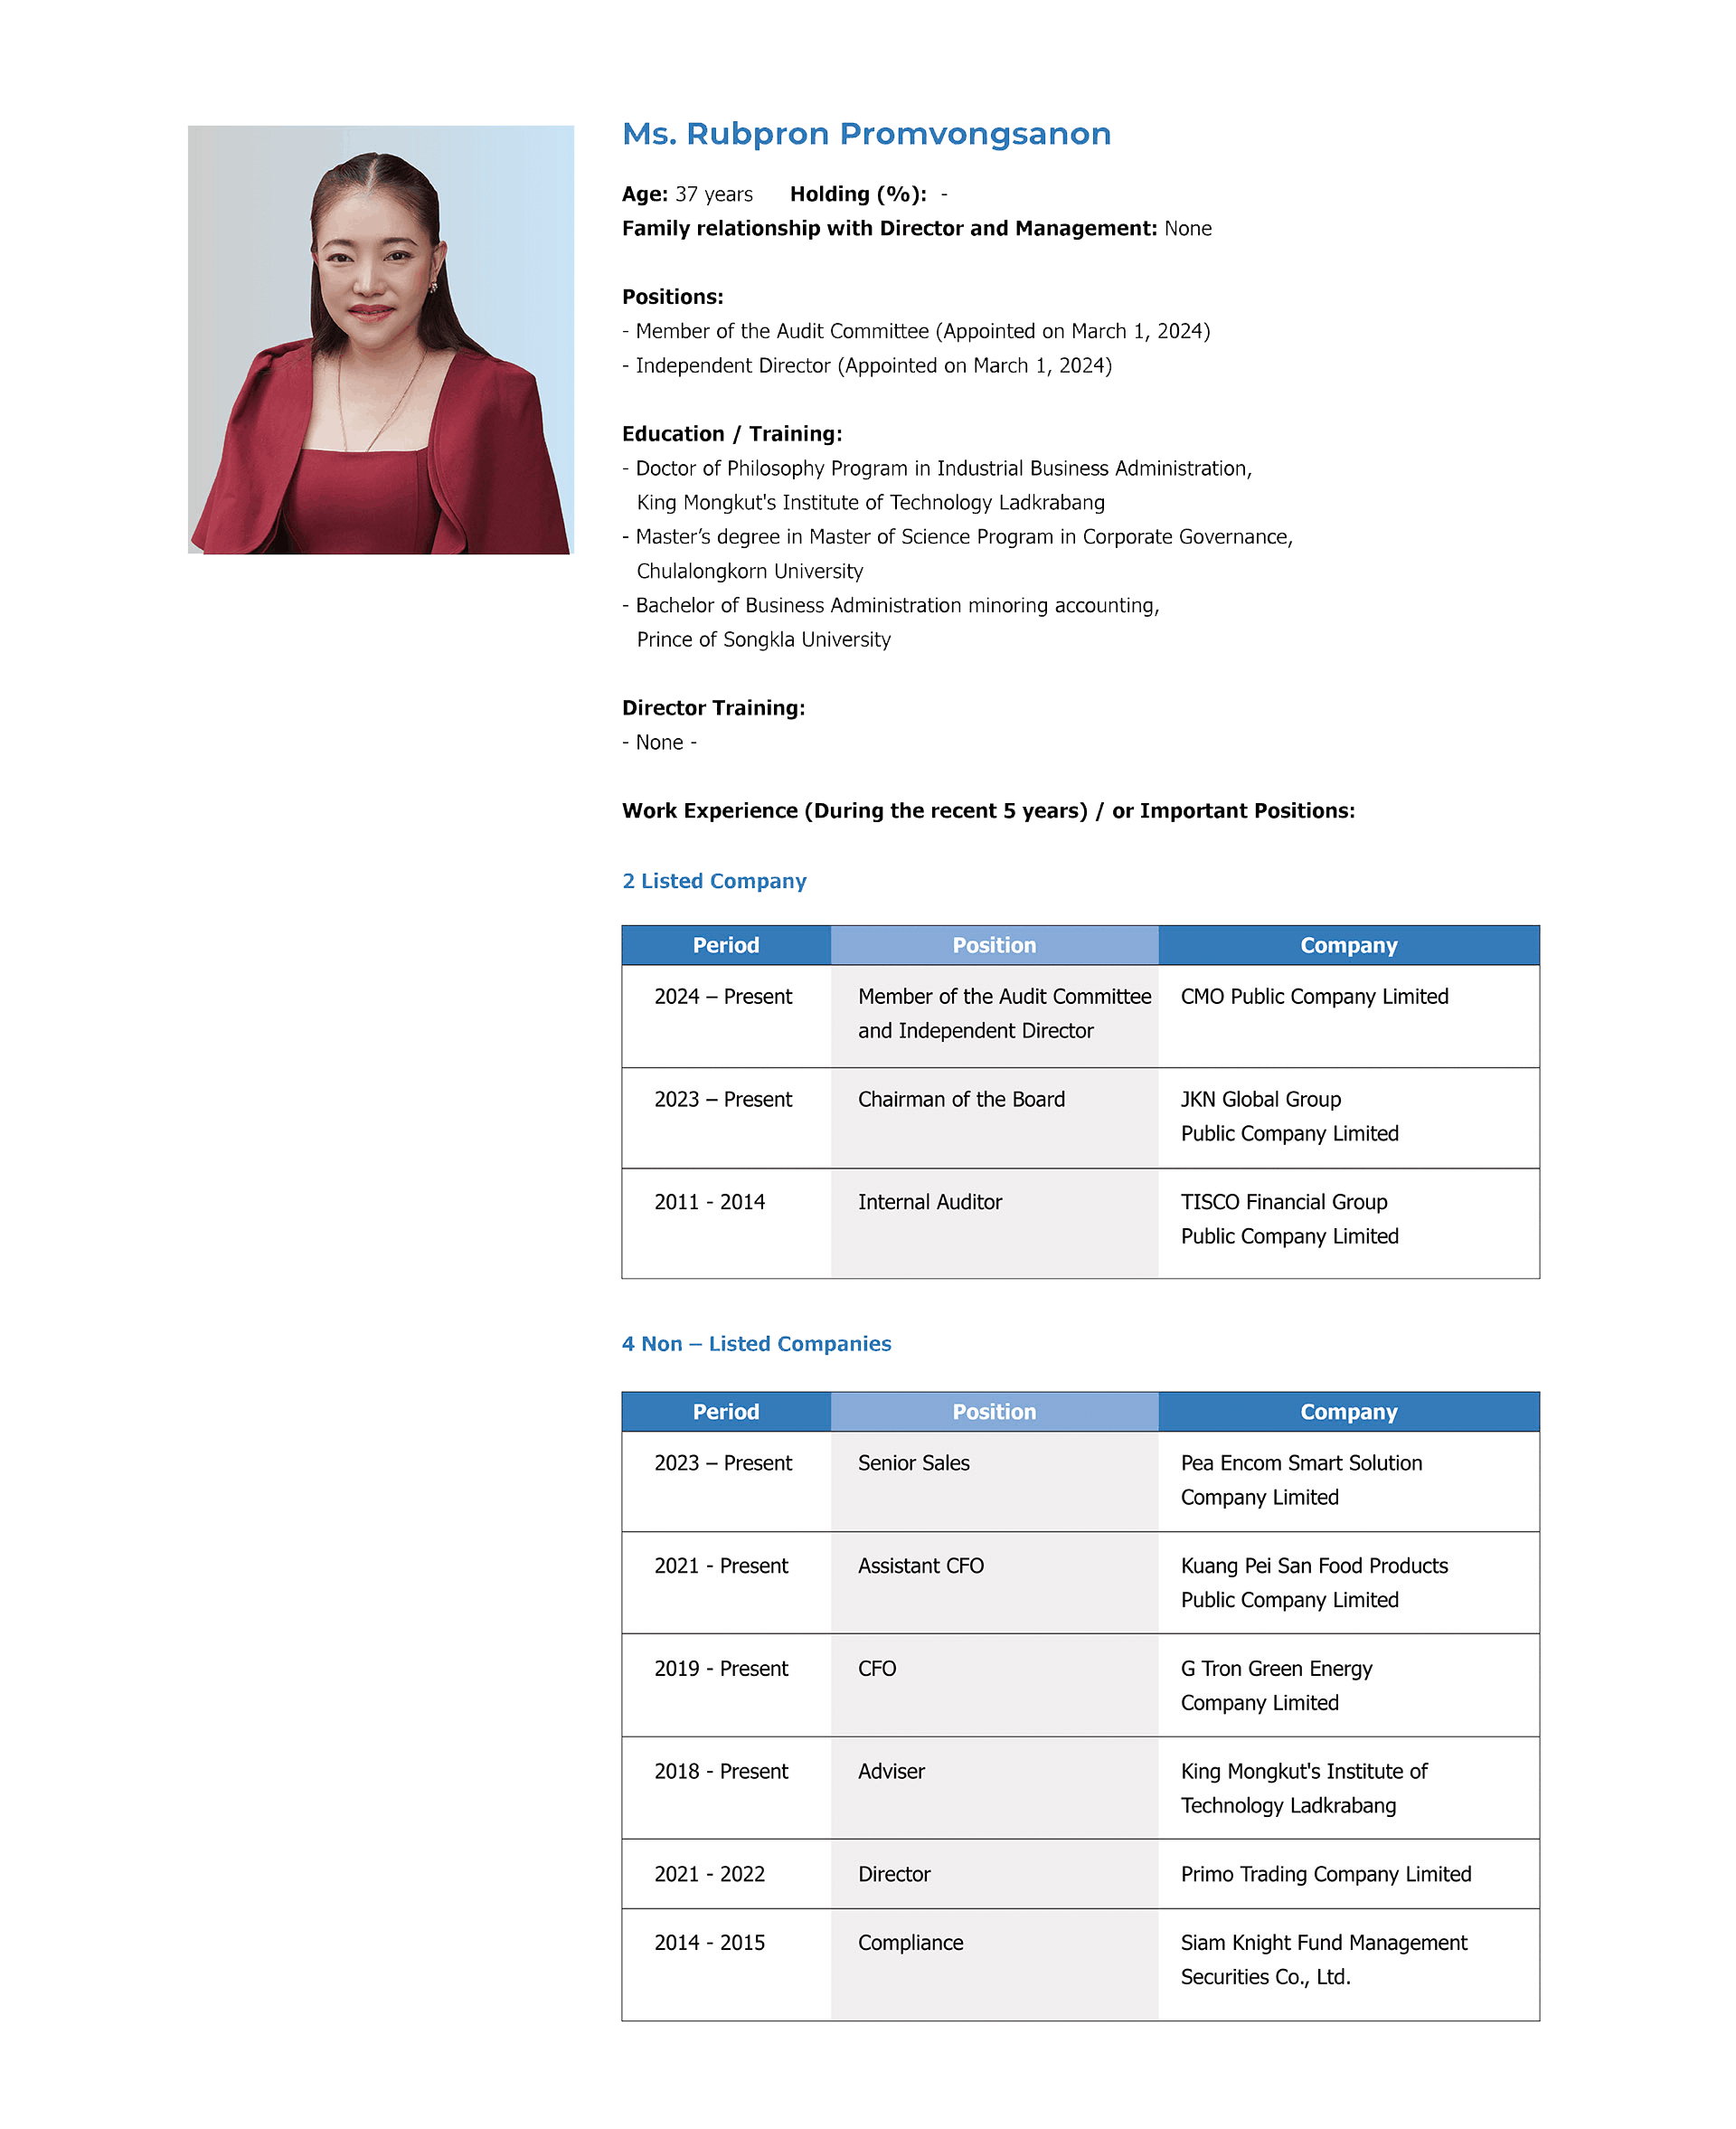 Ms. Rubpron Promvongsanon
Age: 37 years Holding (%): -
Family relationship with Director and Management: None
Positions:
- Member of the Audit Committee (Appointed on March 1, 2024)
- Independent Director (Appointed on March 1, 2024)
Education / Training:
- Doctor of Philosophy Program in Industrial Business Administration,
King Mongkut's Institute of Technology Ladkrabang
- Master’s degree in Master of Science Program in Corporate Governance,
Chulalongkorn University
- Bachelor of Business Administration minoring accounting,
Prince of Songkla University
Director Training:
- None -
Work Experience (During the recent 5 years) / or Important Positions:
2 Listed Company
Period Position Company
2024 – Present Member of the Audit Committee CMO Public Company Limited
and Independent Director
2023 – Present Chairman of the Board JKN Global Group
Public Company Limited
2011 - 2014 Internal Auditor TISCO Financial Group
Public Company Limited
4 Non – Listed Companies
Period Position Company
2023 – Present Senior Sales Pea Encom Smart Solution
Company Limited
2021 - Present Assistant CFO Kuang Pei San Food Products
Public Company Limited
2019 - Present CFO G Tron Green Energy
Company Limited
2018 - Present Adviser King Mongkut's Institute of
Technology Ladkrabang
2021 - 2022 Director Primo Trading Company Limited
2014 - 2015 Compliance Siam Knight Fund Management
Securities Co., Ltd.